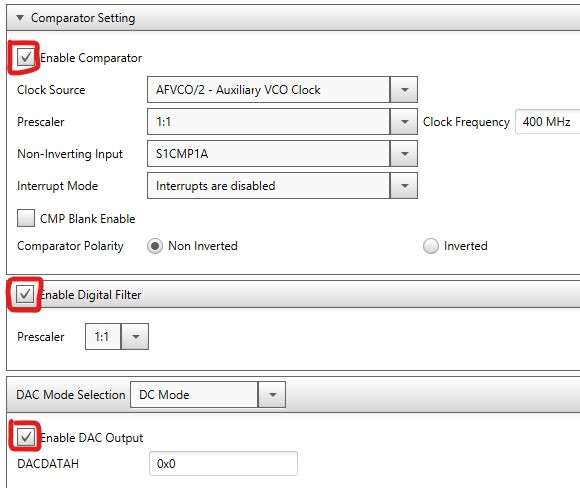 Comparator Setting
Enable Comparator
Clock Source AFVCO/2 - Auxiliary VCO Clock
Prescaler 1:1 Clock Frequency 400 MHz
Non-Inverting Input S1CMP1A
Interrupt Mode Interrupts are disabled
CMP Blank Enable
Comparator Polarity Non Inverted Inverted
Enable Digital Filter
Prescaler 1:1
DAC Mode Selection DC Mode
Enable DAC Output
DACDATAH 0x0